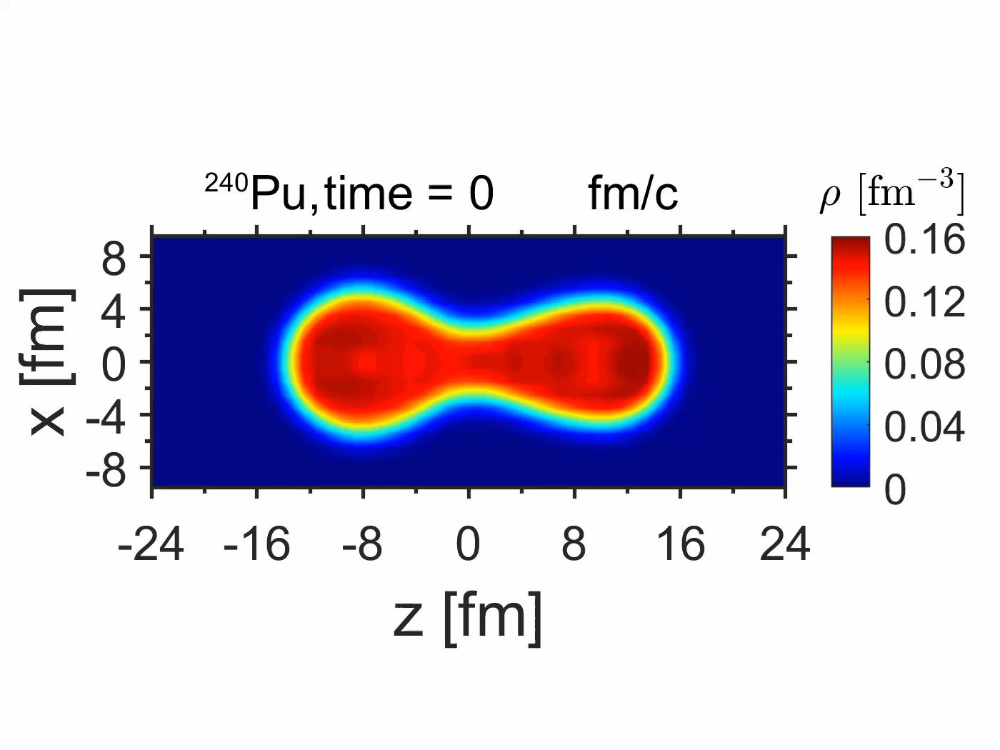 ²⁴⁰Pu,time = 0 fm/c
ρ [fm⁻³]
0.16
0.12
0.08
0.04
0
x [fm]
8
4
0
-4
-8
-24 -16 -8 0 8 16 24
z [fm]